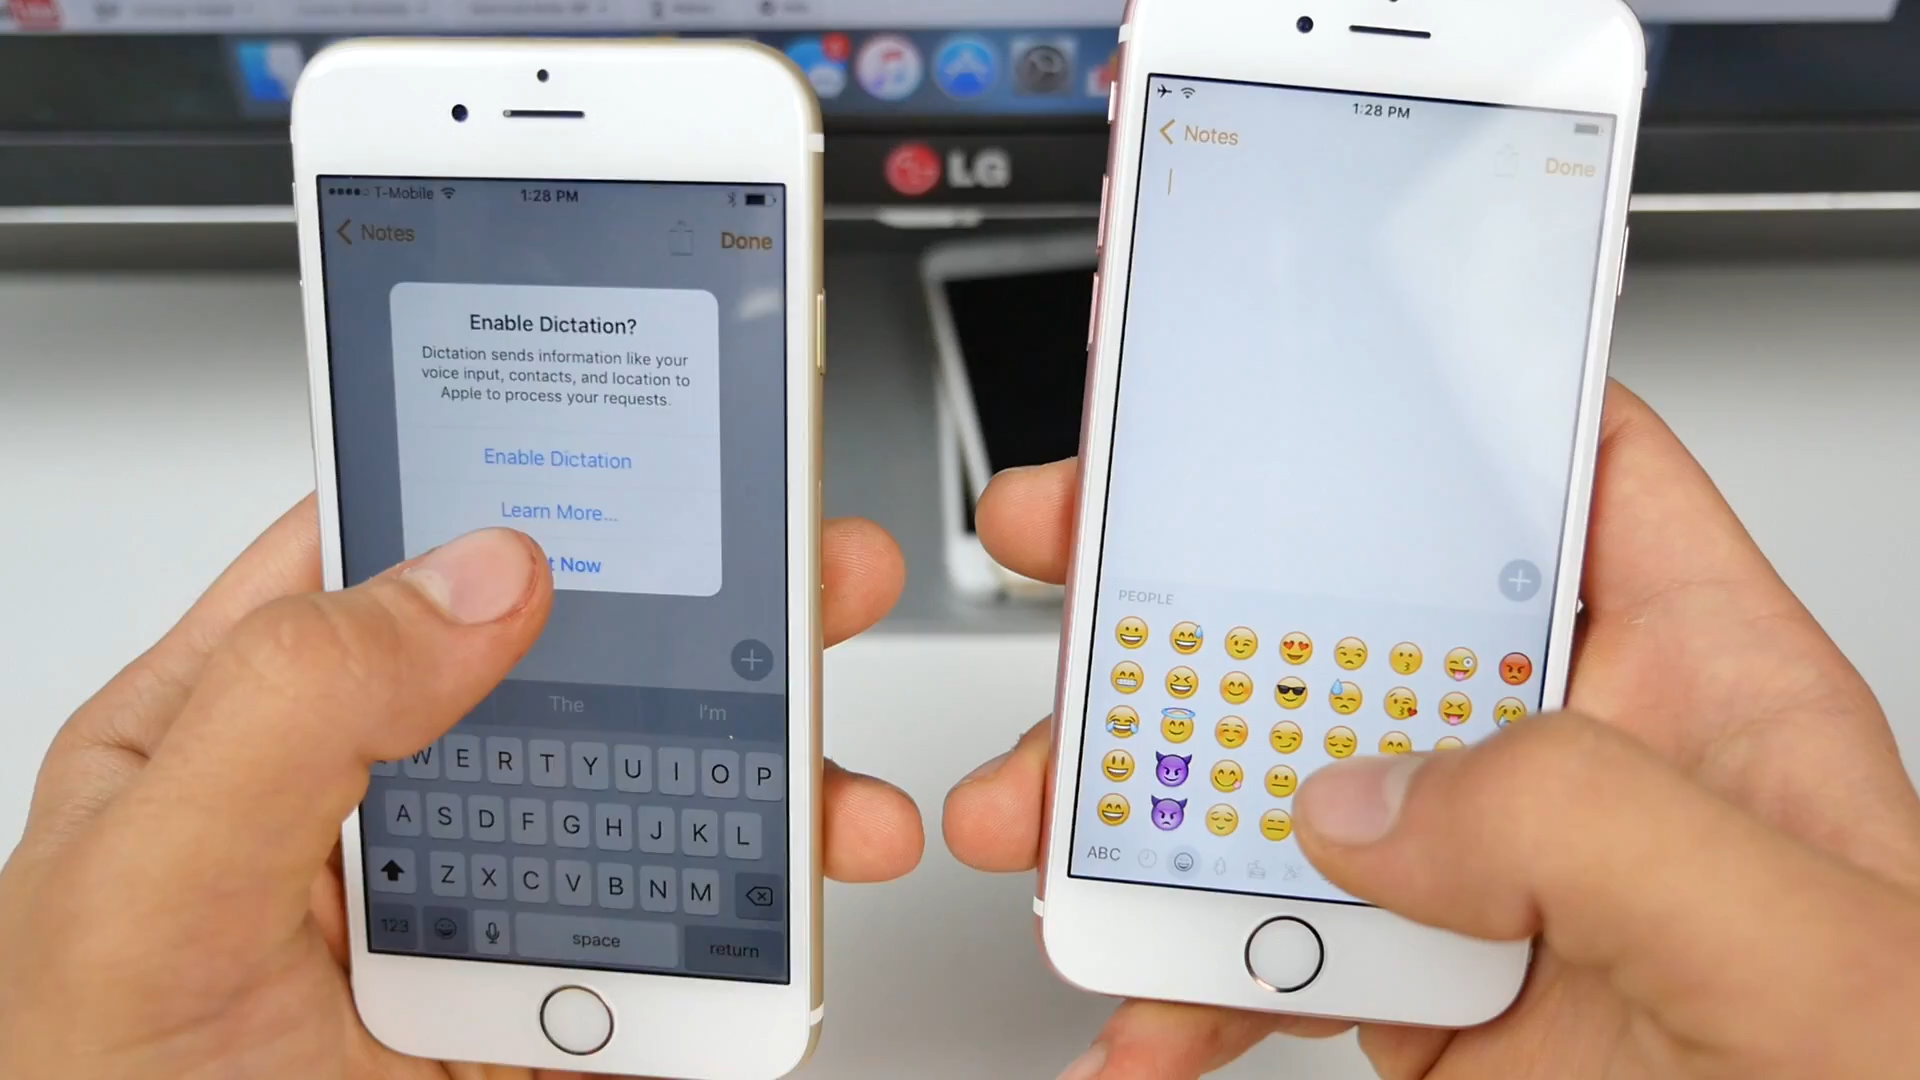 LG
T-Mobile 1:28 PM
Notes Done
Enable Dictation?
Dictation sends information like your
voice input, contacts, and location to
Apple to process your requests.
Enable Dictation
Learn More...
Now
The I'm
W E R T Y U I O P
A S D F G H J K L
Z X C V B N M
123 space return
1:28 PM
Notes Done
PEOPLE
ABC